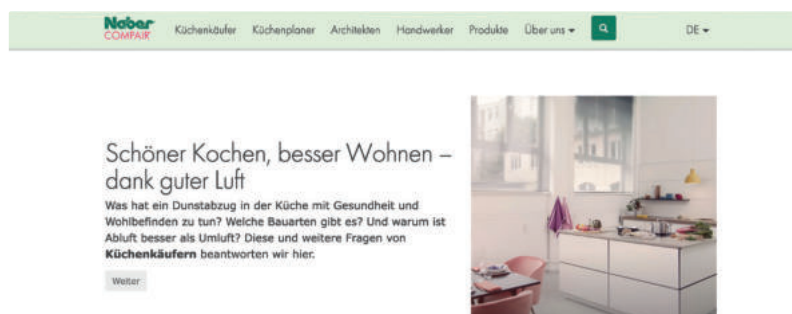 Naber
COMPAIR
Küchenkäufer Küchenplaner Architekten Handwerker Produkte Über uns DE
Schöner Kochen, besser Wohnen –
dank guter Luft
Was hat ein Dunstabzug in der Küche mit Gesundheit und
Wohlbefinden zu tun? Welche Bauarten gibt es? Und warum ist
Abluft besser als Umluft? Diese und weitere Fragen von
Küchenkäufern beantworten wir hier.
Weiter